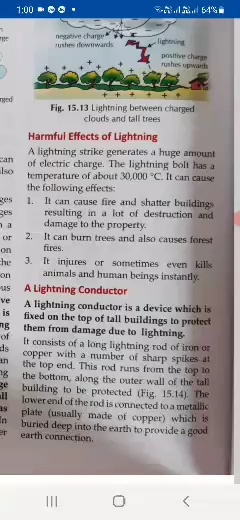 1:00
64%
negative charge
rushes downwards
lightning
positive charge
rushes upwards
Fig. 15.13 Lightning between charged
clouds and tall trees
Harmful Effects of Lightning
A lightning strike generates a huge amount
of electric charge. The lightning bolt has a
temperature of about 30,000 °C. It can cause
the following effects:
1. It can cause fire and shatter buildings
resulting in a lot of destruction and
damage to the property.
2. It can burn trees and also causes forest
fires.
3. It injures or sometimes even kills
animals and human beings instantly.
A Lightning Conductor
A lightning conductor is a device which is
fixed on the top of tall buildings to protect
them from damage due to lightning.
It consists of a long lightning rod of iron or
copper with a number of sharp spikes at
the top end. This rod runs from the top to
the bottom, along the outer wall of the tall
building to be protected (Fig. 15.14). The
lower end of the rod is connected to a metallic
plate (usually made of copper) which is
buried deep into the earth to provide a good
earth connection.